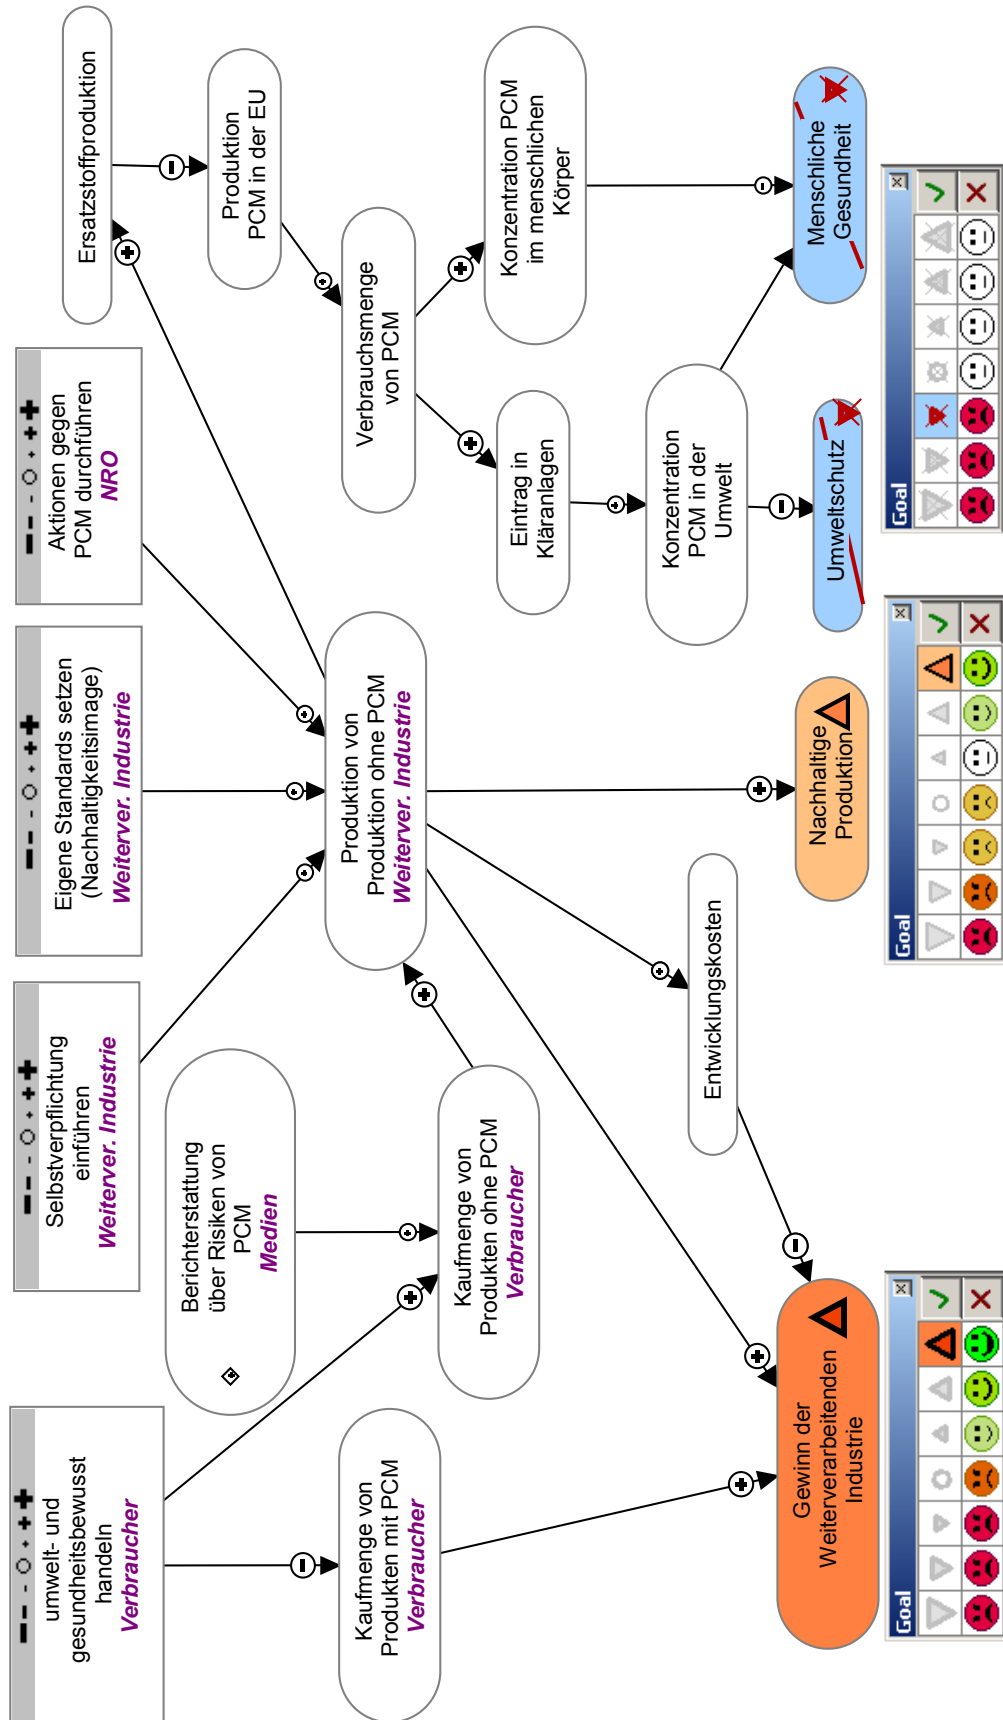 umwelt- und
gesundheitsbewusst
handeln
Verbraucher
Selbstverpflichtung
einführen
Weiterver. Industrie
Eigene Standards setzen
(Nachhaltigkeitsimage)
Weiterver. Industrie
Aktionen gegen
PCM durchführen
NRO
Ersatzstoffproduktion
Berichterstattung
über Risiken von
PCM
Medien
Produktion
PCM in der EU
Kaufmenge von
Produkten mit PCM
Verbraucher
Kaufmenge von
Produkten ohne PCM
Verbraucher
Produktion von
Produktion ohne PCM
Weiterver. Industrie
Verbrauchsmenge
von PCM
Eintrag in
Kläranlagen
Konzentration PCM
im menschlichen
Körper
Entwicklungskosten
Konzentration
PCM in der
Umwelt
Gewinn der
Weiterverarbeitenden
Industrie
Nachhaltige
Produktion
Umweltschutz
Menschliche
Gesundheit
Goal
Goal
Goal